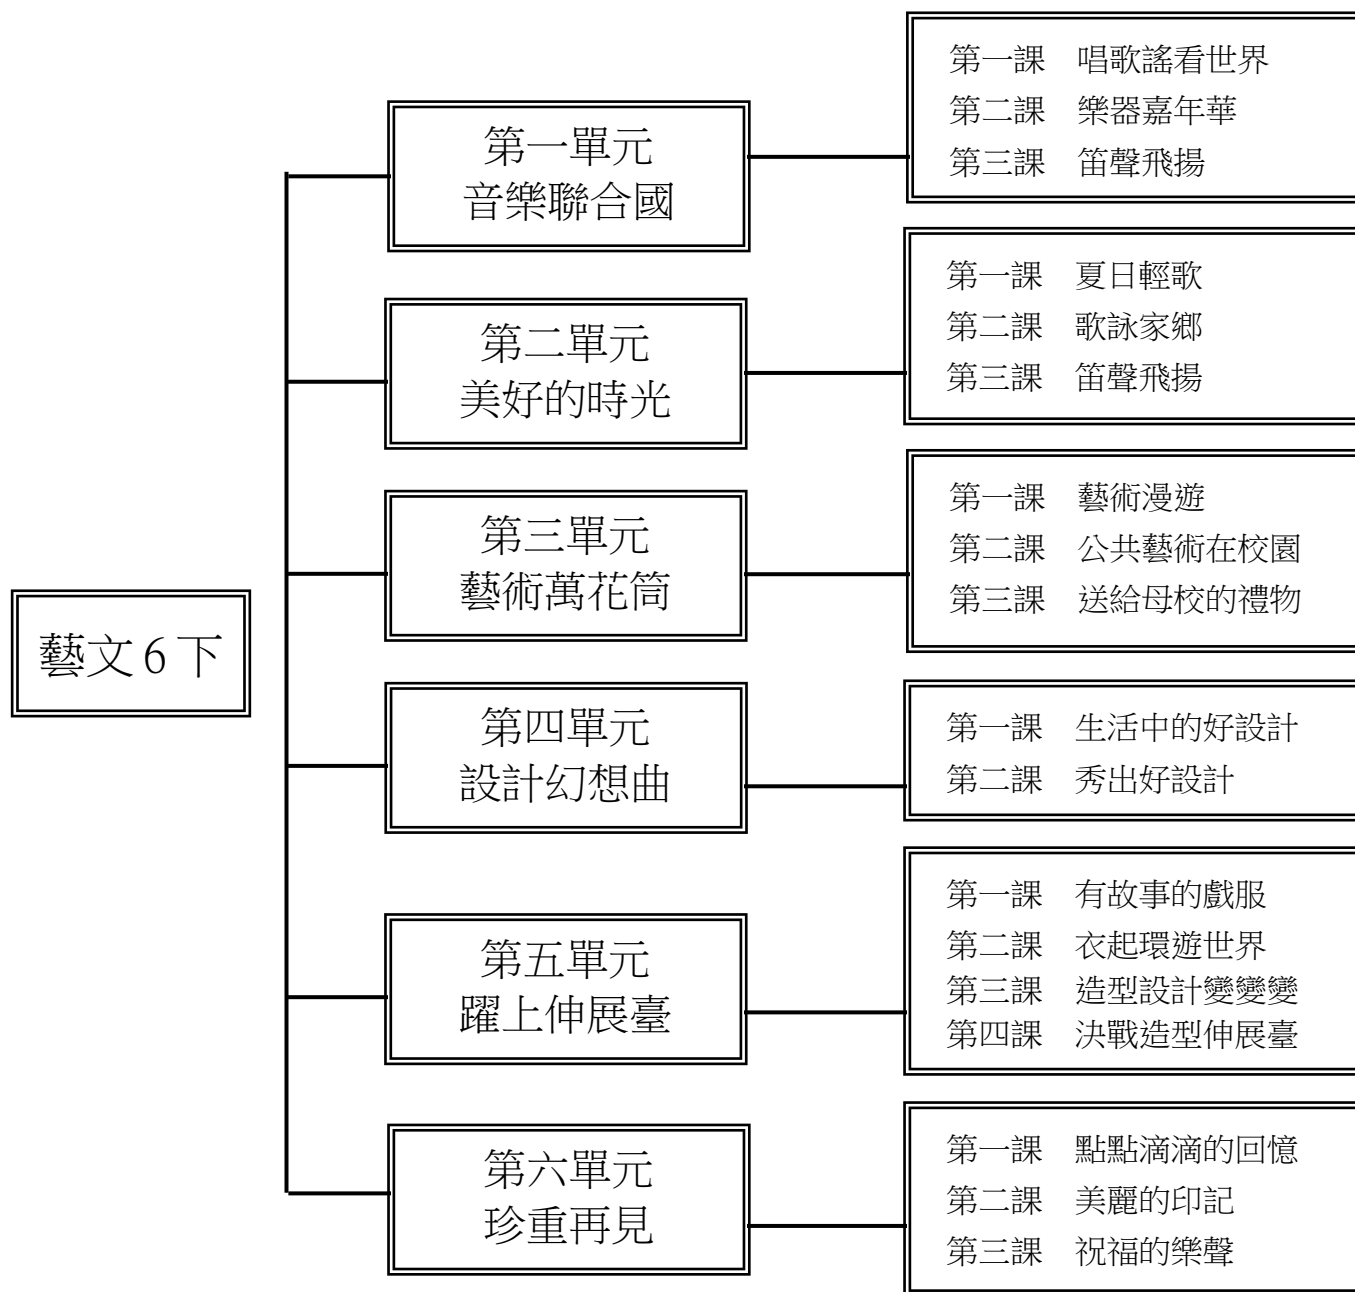 藝文6下
第一單元
音樂聯合國
第一課　唱歌謠看世界
第二課　樂器嘉年華
第三課　笛聲飛揚
第二單元
美好的時光
第一課　夏日輕歌
第二課　歌詠家鄉
第三課　笛聲飛揚
第三單元
藝術萬花筒
第一課　藝術漫遊
第二課　公共藝術在校園
第三課　送給母校的禮物
第四單元
設計幻想曲
第一課　生活中的好設計
第二課　秀出好設計
第五單元
躍上伸展臺
第一課　有故事的戲服
第二課　衣起環遊世界
第三課　造型設計變變變
第四課　決戰造型伸展臺
第六單元
珍重再見
第一課　點點滴滴的回憶
第二課　美麗的印記
第三課　祝福的樂聲